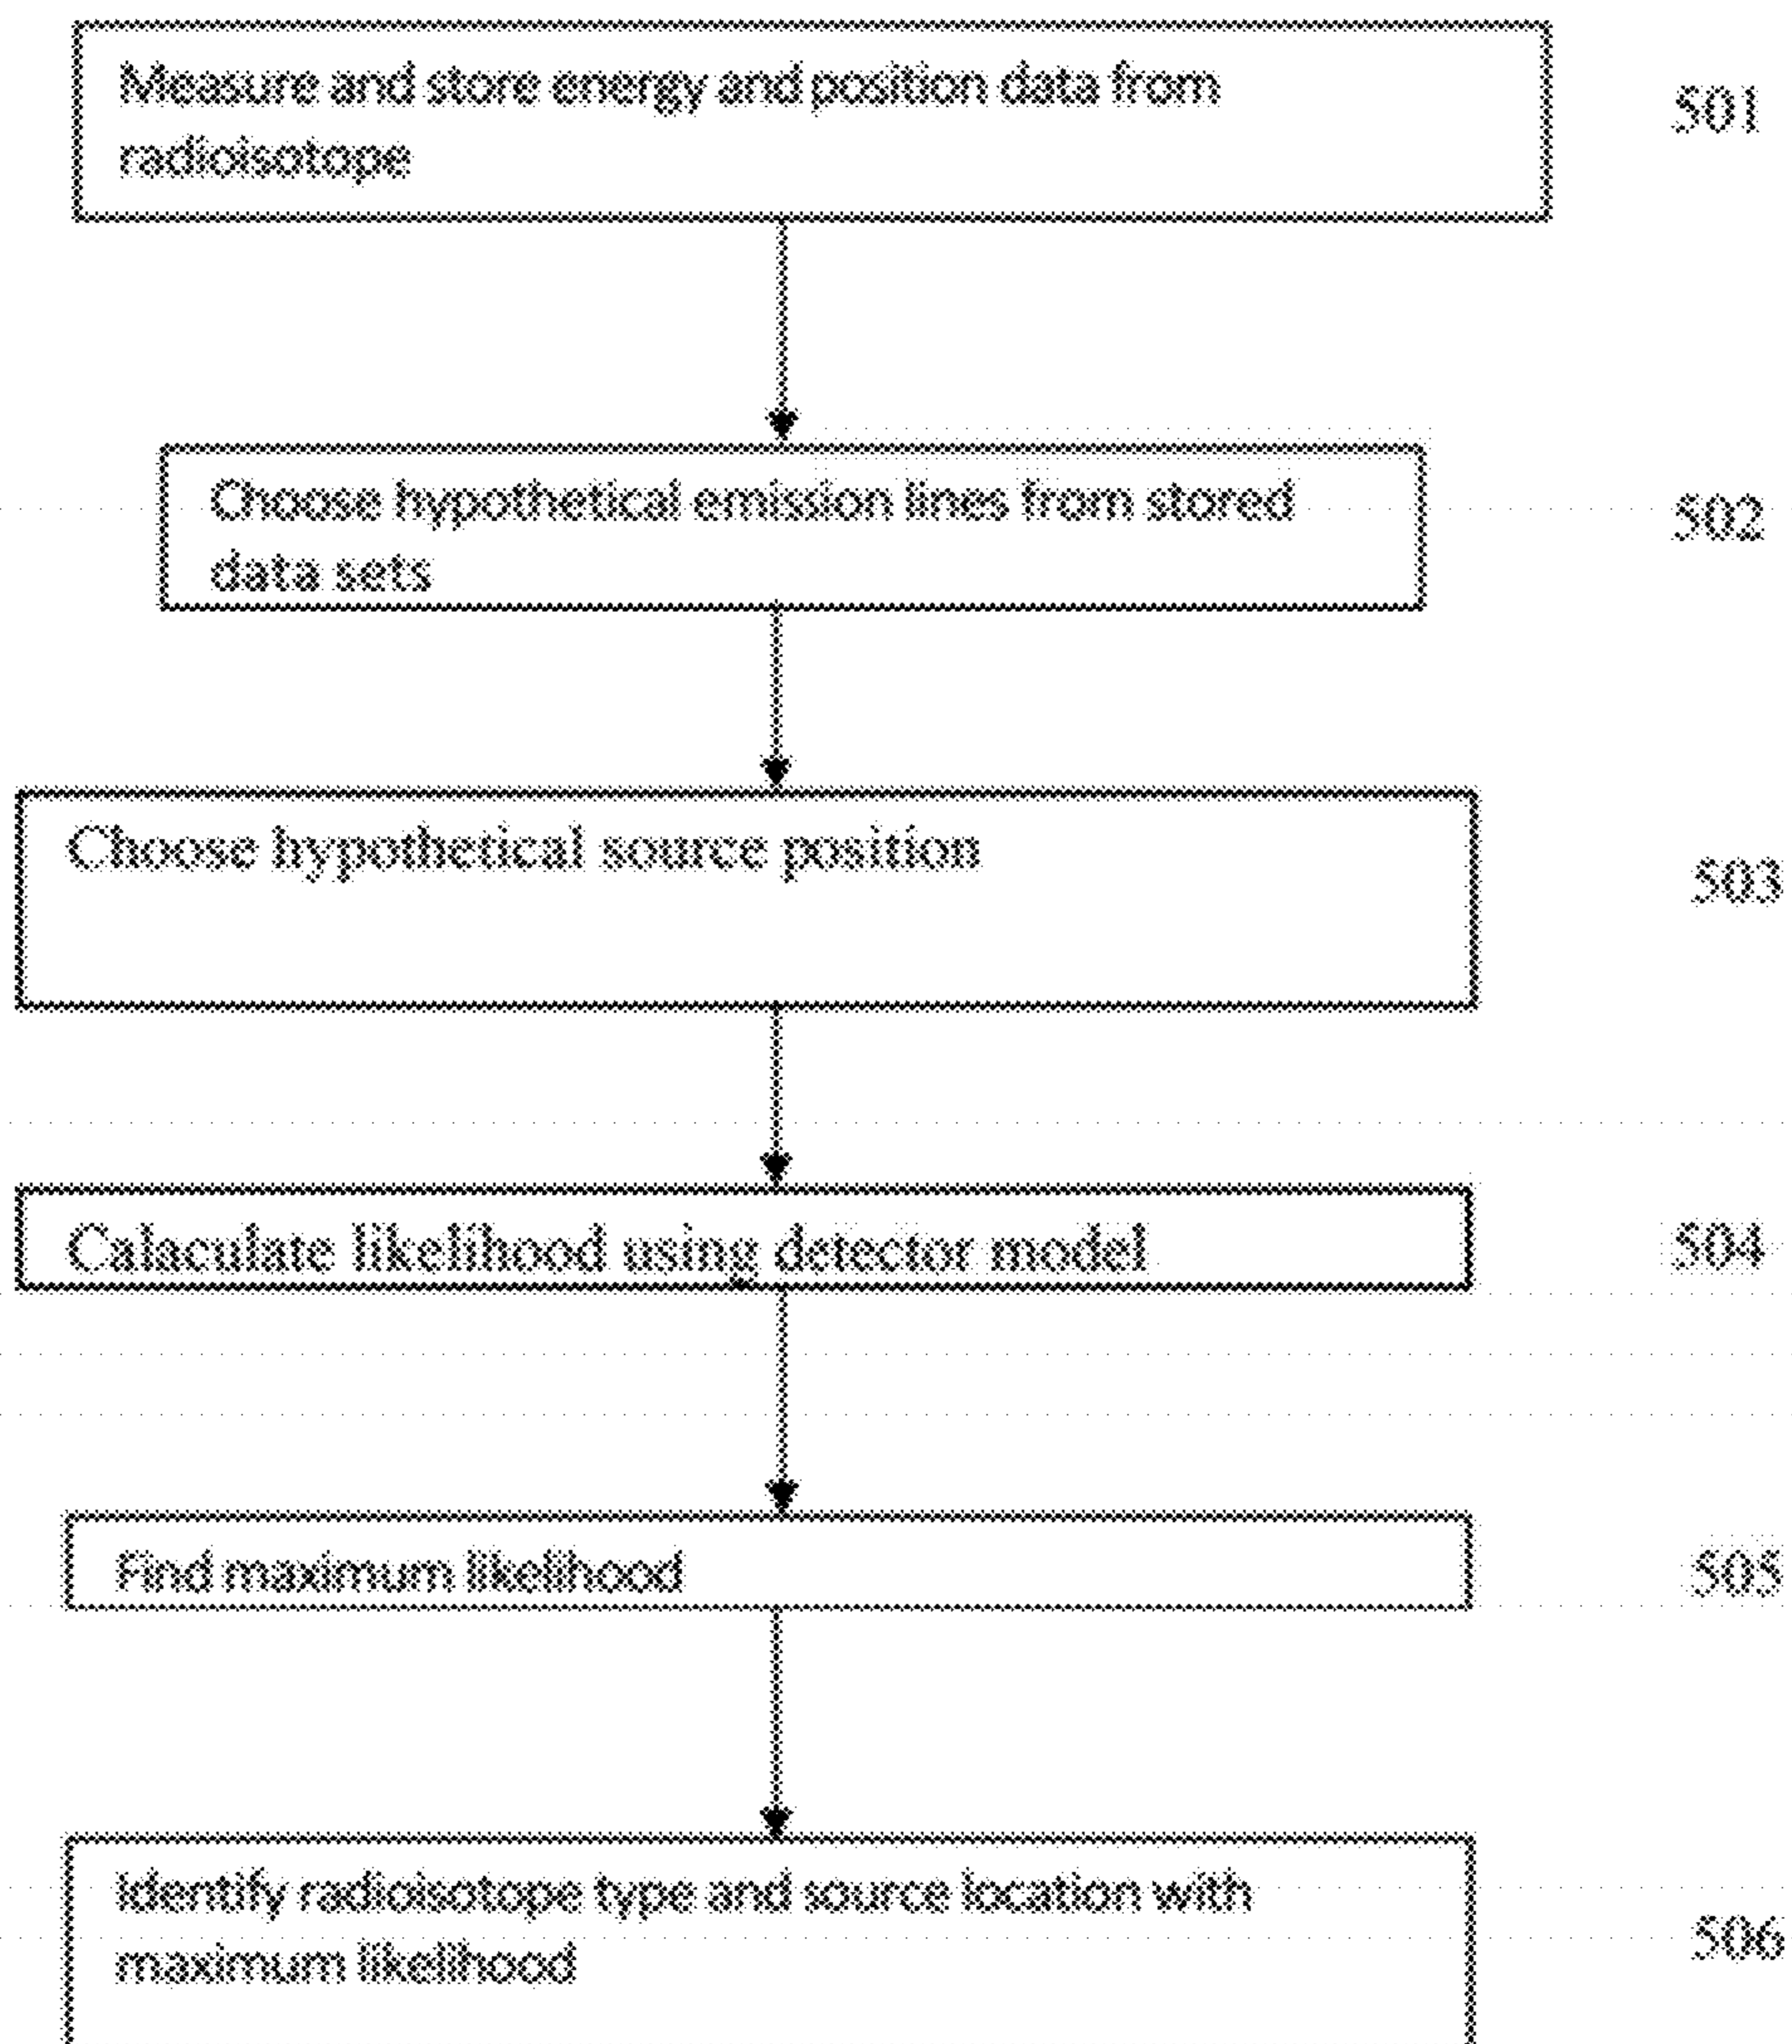 Measure and store energy and position data from
radioisotope
501
Choose hypothetical emission lines from stored
data sets
502
Choose hypothetical source position
503
Calaculate likelihood using detector model
504
Find maximum likelihood
505
Identify radioisotope type and source location with
maximum likelihood
506